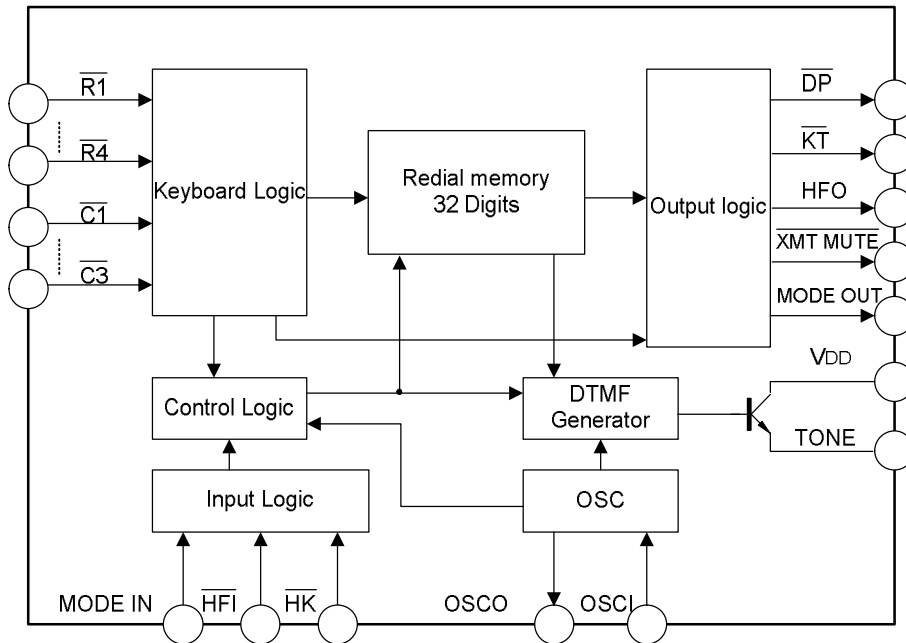 R1
R4
C1
C3
Keyboard Logic
Redial memory
32 Digits
Output logic
DP
KT
HFO
XMT MUTE
MODE OUT
VDD
TONE
Control Logic
DTMF
Generator
Input Logic
OSC
MODE IN
HFI
HK
OSCO
OSCI